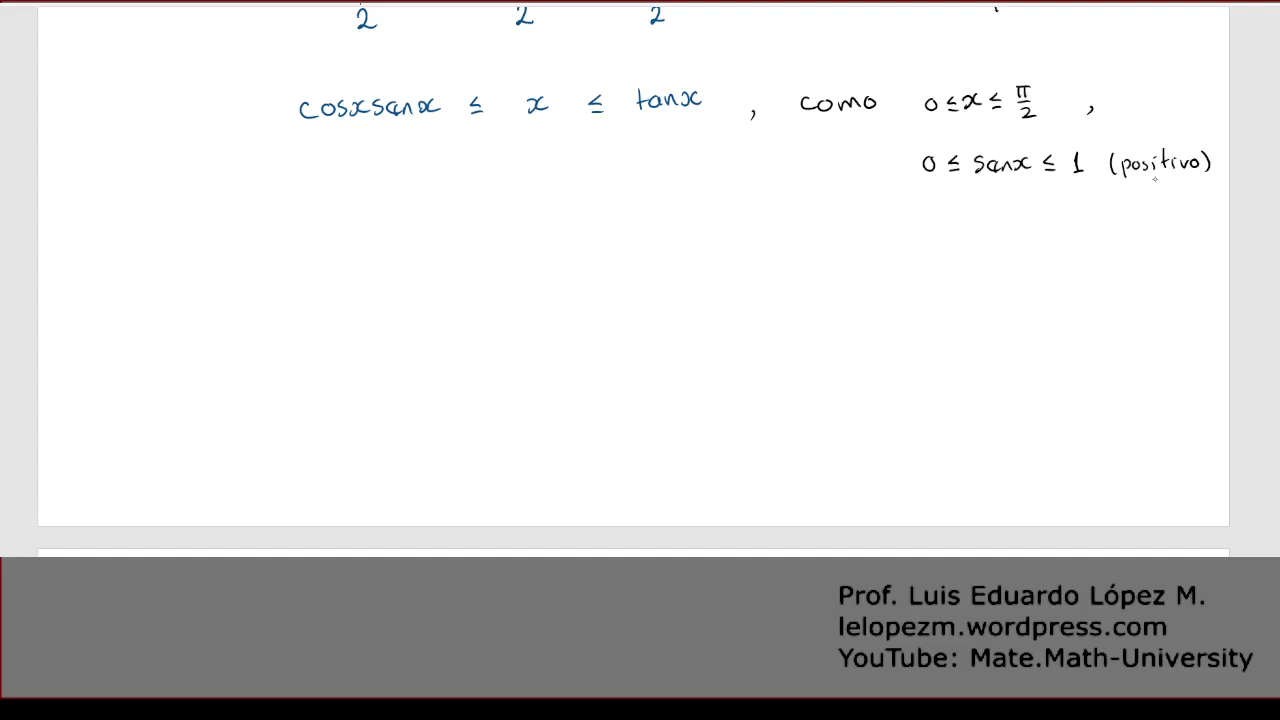 2 2 2
cosxsenx ≤ x ≤ tanx , como 0 ≤ x ≤ π/2 ,
0 ≤ senx ≤ 1 (positivo)
Prof. Luis Eduardo López M.
lelopezm.wordpress.com
YouTube: Mate.Math-University